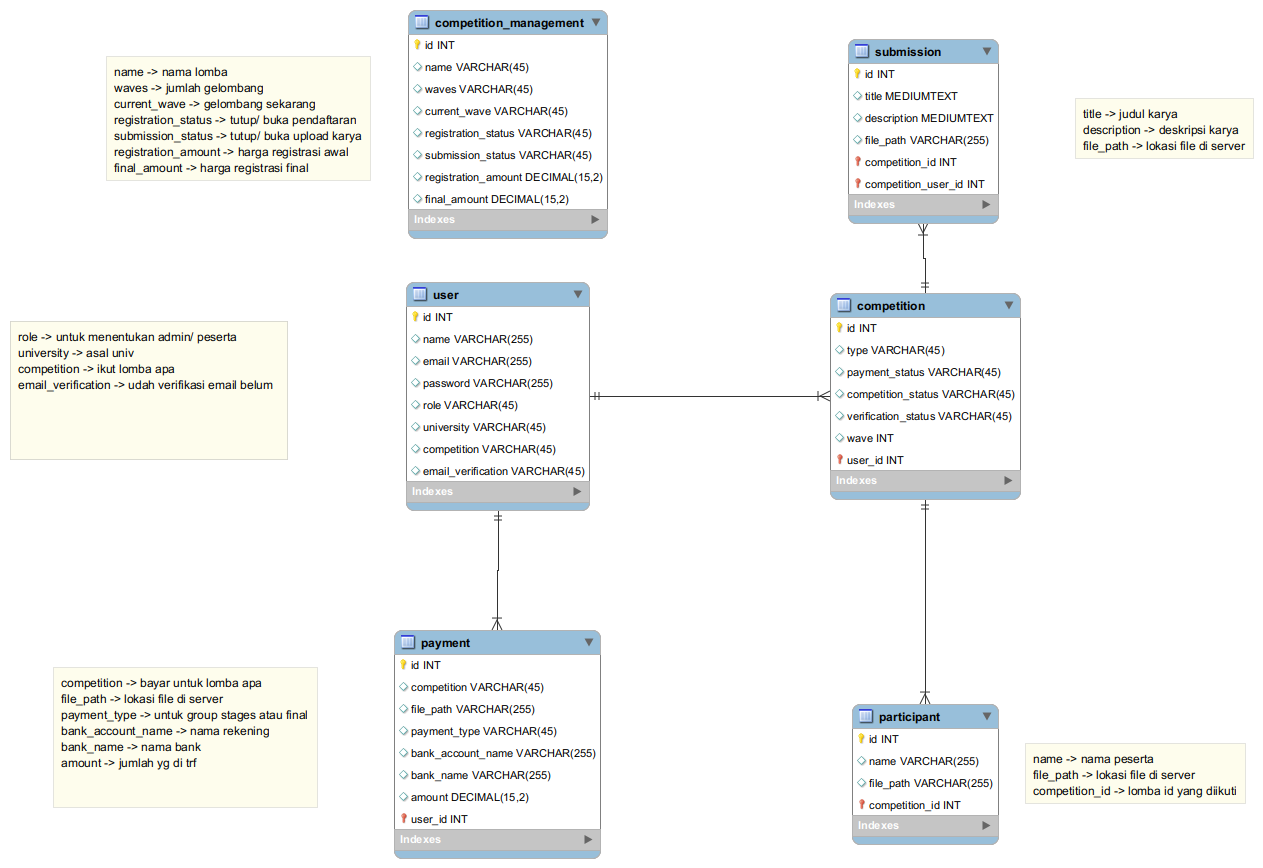 competition_management
id INT
name VARCHAR(45)
waves VARCHAR(45)
current_wave VARCHAR(45)
registration_status VARCHAR(45)
submission_status VARCHAR(45)
registration_amount DECIMAL(15,2)
final_amount DECIMAL(15,2)
Indexes
name -> nama lomba
waves -> jumlah gelombang
current_wave -> gelombang sekarang
registration_status -> tutup/ buka pendaftaran
submission_status -> tutup/ buka upload karya
registration_amount -> harga registrasi awal
final_amount -> harga registrasi final
submission
id INT
title MEDIUMTEXT
description MEDIUMTEXT
file_path VARCHAR(255)
competition_id INT
competition_user_id INT
Indexes
title -> judul karya
description -> deskripsi karya
file_path -> lokasi file di server
user
id INT
name VARCHAR(255)
email VARCHAR(255)
password VARCHAR(255)
role VARCHAR(45)
university VARCHAR(45)
competition VARCHAR(45)
email_verification VARCHAR(45)
Indexes
role -> untuk menentukan admin/ peserta
university -> asal univ
competition -> ikut lomba apa
email_verification -> udah verifikasi email belum
competition
id INT
type VARCHAR(45)
payment_status VARCHAR(45)
competition_status VARCHAR(45)
verification_status VARCHAR(45)
wave INT
user_id INT
Indexes
payment
id INT
competition VARCHAR(45)
file_path VARCHAR(255)
payment_type VARCHAR(45)
bank_account_name VARCHAR(255)
bank_name VARCHAR(255)
amount DECIMAL(15,2)
user_id INT
Indexes
competition -> bayar untuk lomba apa
file_path -> lokasi file di server
payment_type -> untuk group stages atau final
bank_account_name -> nama rekening
bank_name -> nama bank
amount -> jumlah yg di trf
participant
id INT
name VARCHAR(255)
file_path VARCHAR(255)
competition_id INT
Indexes
name -> nama peserta
file_path -> lokasi file di server
competition_id -> lomba id yang diikuti